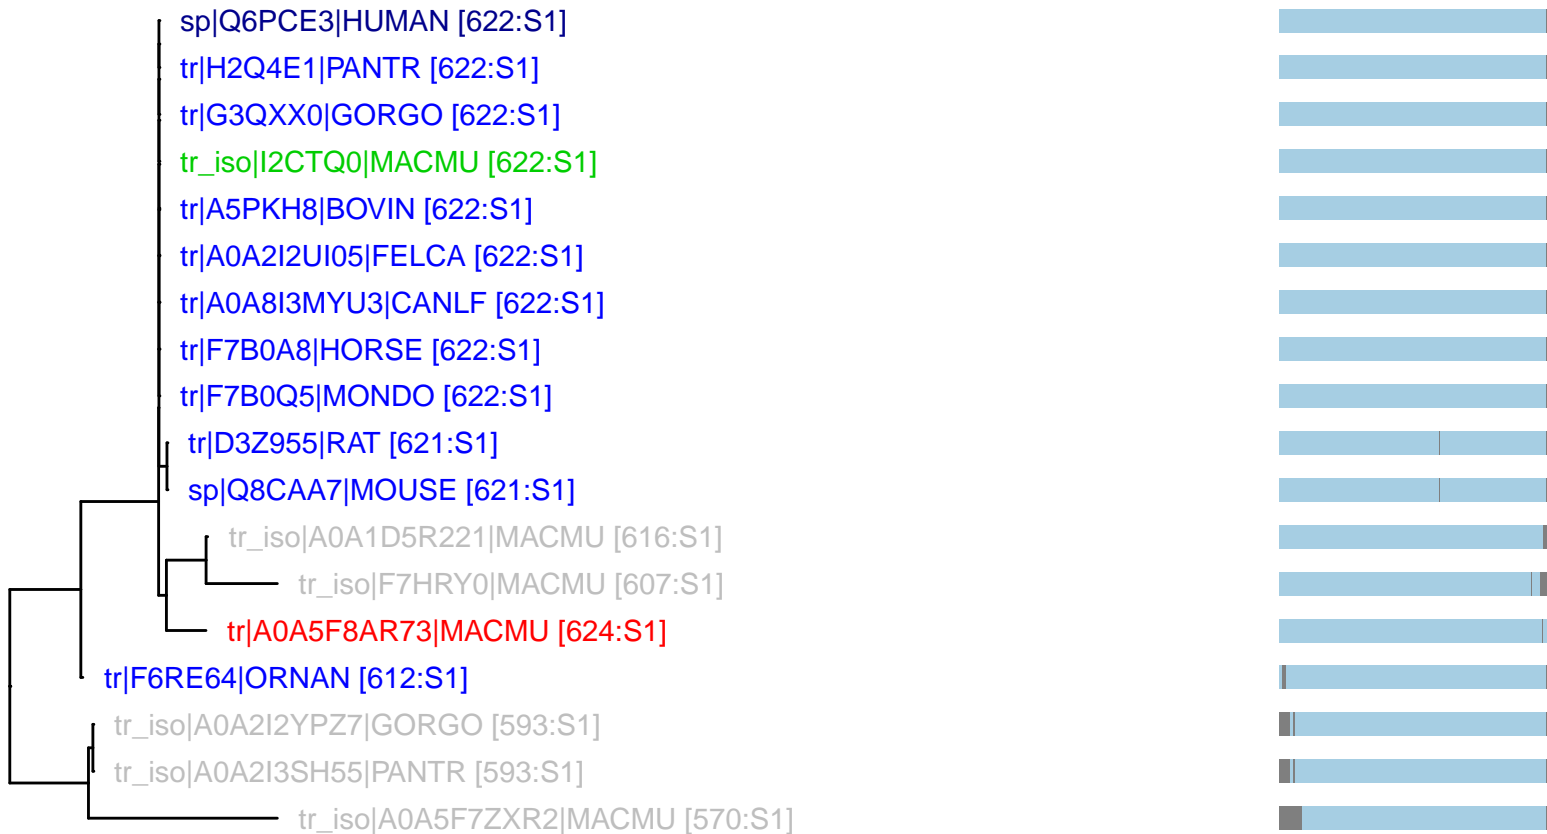 sp|Q6PCE3|HUMAN [622:S1]
tr|H2Q4E1|PANTR [622:S1]
tr|G3QXX0|GORGO [622:S1]
tr_iso|I2CTQ0|MACMU [622:S1]
tr|A5PKH8|BOVIN [622:S1]
tr|A0A2I2UI05|FELCA [622:S1]
tr|A0A8I3MYU3|CANLF [622:S1]
tr|F7B0A8|HORSE [622:S1]
tr|F7B0Q5|MONDO [622:S1]
tr|D3Z955|RAT [621:S1]
sp|Q8CAA7|MOUSE [621:S1]
tr_iso|A0A1D5R221|MACMU [616:S1]
tr_iso|F7HRY0|MACMU [607:S1]
tr|A0A5F8AR73|MACMU [624:S1]
tr|F6RE64|ORNAN [612:S1]
tr_iso|A0A2I2YPZ7|GORGO [593:S1]
tr_iso|A0A2I3SH55|PANTR [593:S1]
tr_iso|A0A5F7ZXR2|MACMU [570:S1]